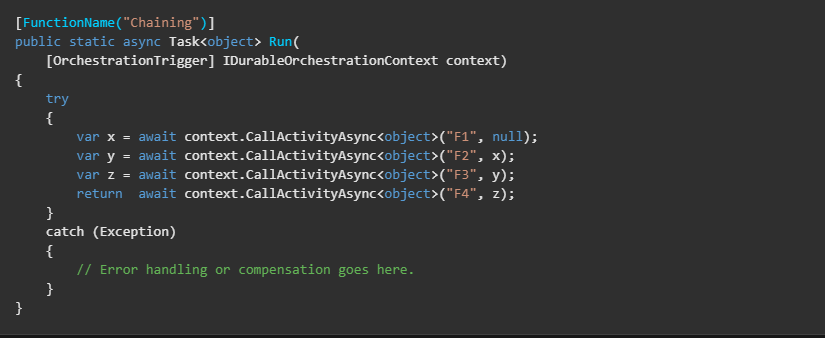 [FunctionName("Chaining")]
public static async Task<object> Run(
    [OrchestrationTrigger] IDurableOrchestrationContext context)
{
    try
    {
        var x = await context.CallActivityAsync<object>("F1", null);
        var y = await context.CallActivityAsync<object>("F2", x);
        var z = await context.CallActivityAsync<object>("F3", y);
        return  await context.CallActivityAsync<object>("F4", z);
    }
    catch (Exception)
    {
        // Error handling or compensation goes here.
    }
}